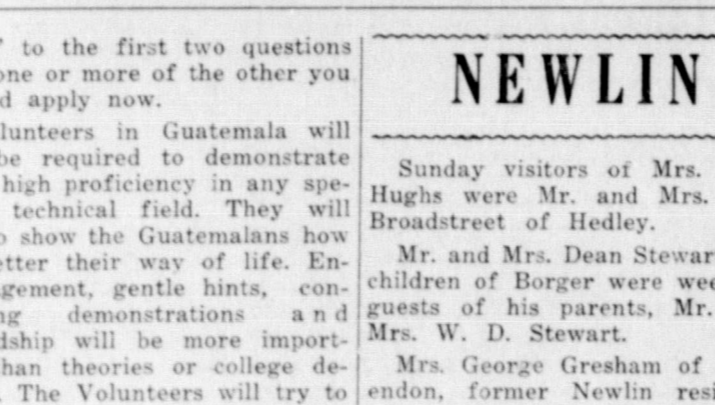 to the first two questions
one or more of the other you
apply now.
lunteers in Guatemala will
be required to demonstrate
high proficiency in any spe-
technical field. They will
show the Guatemalans how
etter their way of life. En-
gement, gentle hints, con-
ng demonstrations and
dship will be more import-
han theories or college de-
. The Volunteers will try to
NEWLIN
Sunday visitors of Mrs.
Hughs were Mr. and Mrs.
Broadstreet of Hedley.
Mr. and Mrs. Dean Stewar
children of Borger were wee
guests of his parents, Mr.
Mrs. W. D. Stewart.
Mrs. George Gresham of
endon, former Newlin resi